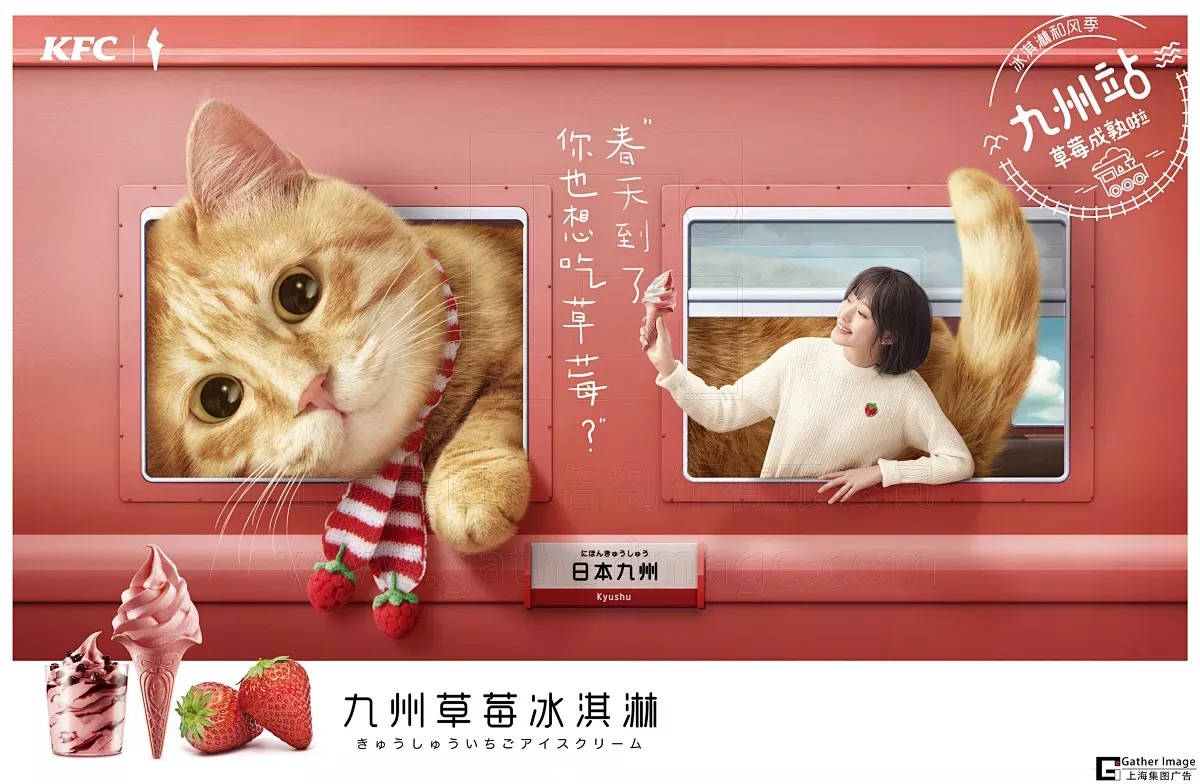 KFC
冰淇淋和风季
九州站
草莓成熟啦
"春天到了
你也想吃草莓?"
にほんきゅうしゅう
日本九州
Kyushu
www.gatherimage.com
九州草莓冰淇淋
きゅうしゅういちごアイスクリーム
Gather Image
上海集图广告